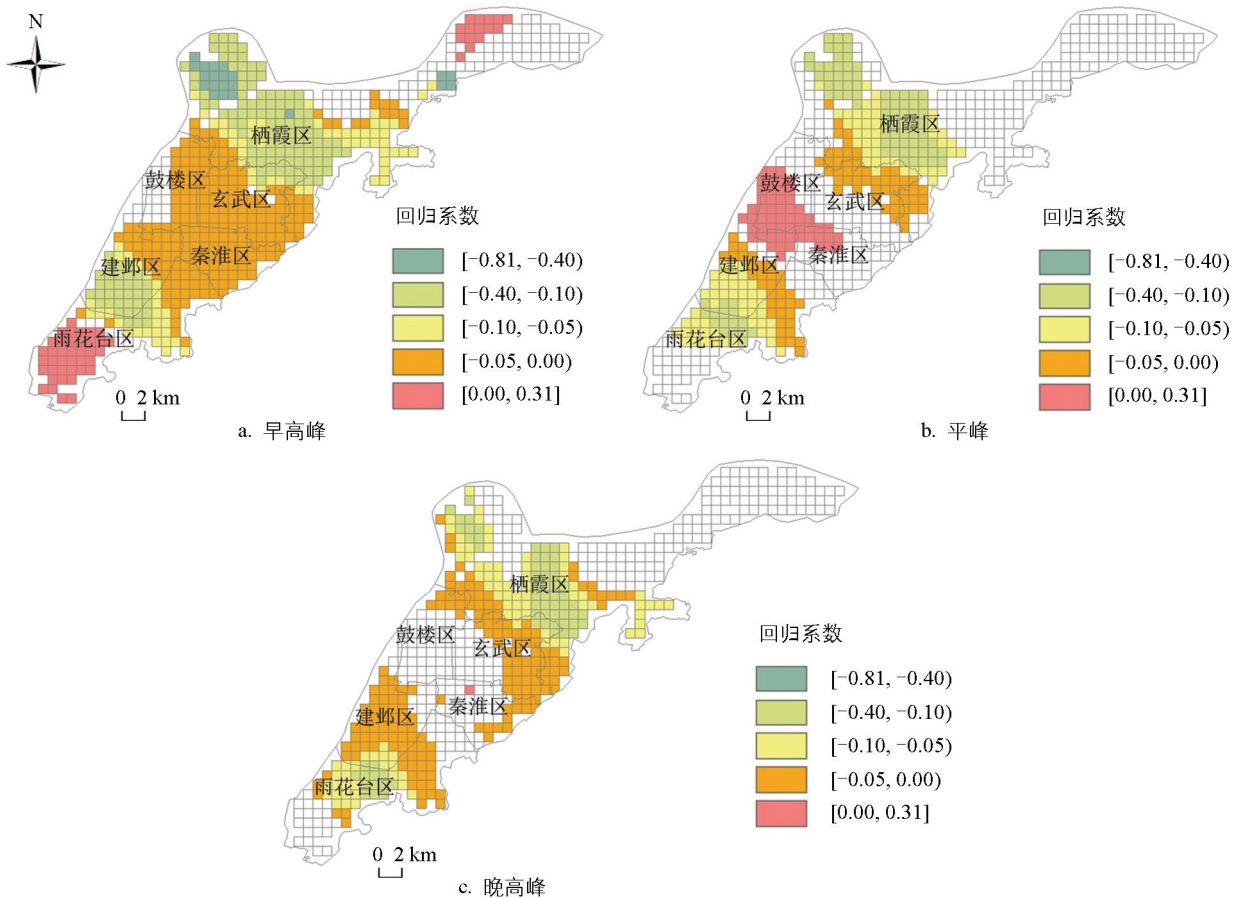 N
栖霞区
鼓楼区
玄武区
秦淮区
建邺区
雨花台区
0 2 km
回归系数
[−0.81, −0.40)
[−0.40, −0.10)
[−0.10, −0.05)
[−0.05, 0.00)
[0.00, 0.31]
a. 早高峰
栖霞区
鼓楼区
玄武区
秦淮区
建邺区
雨花台区
0 2 km
回归系数
[−0.81, −0.40)
[−0.40, −0.10)
[−0.10, −0.05)
[−0.05, 0.00)
[0.00, 0.31]
b. 平峰
栖霞区
鼓楼区
玄武区
秦淮区
建邺区
雨花台区
0 2 km
回归系数
[−0.81, −0.40)
[−0.40, −0.10)
[−0.10, −0.05)
[−0.05, 0.00)
[0.00, 0.31]
c. 晚高峰